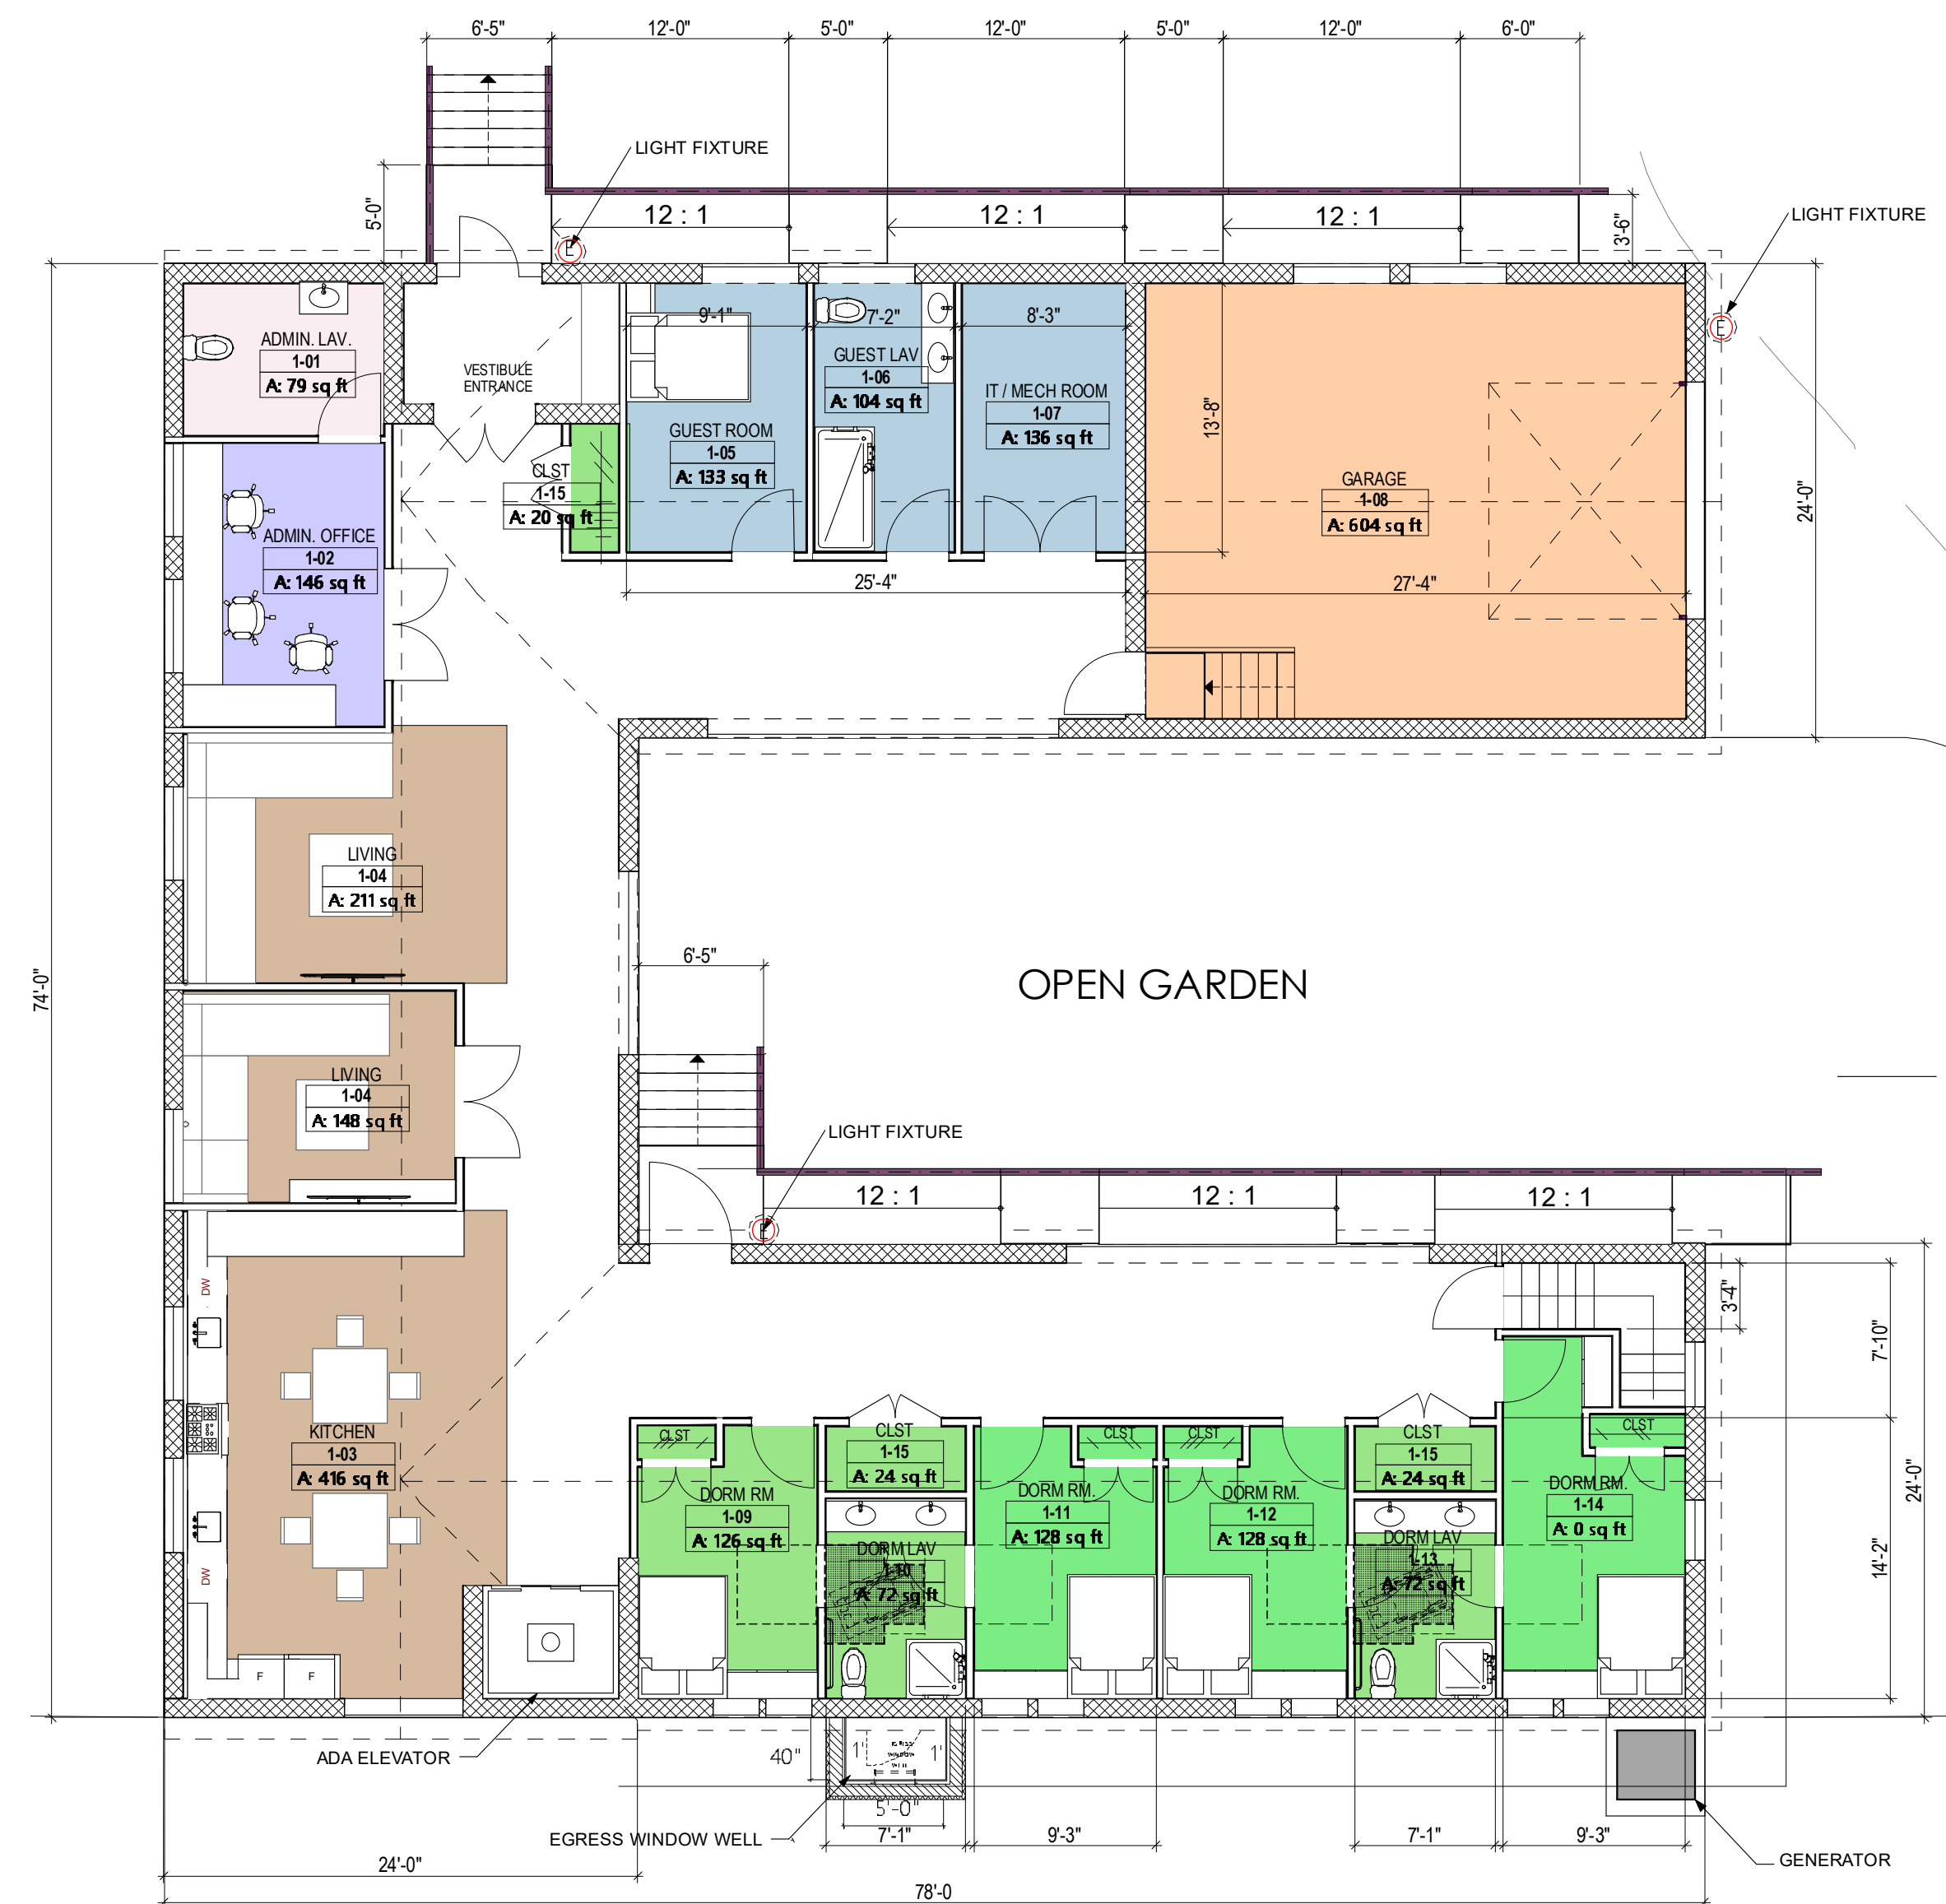 6'-5"
12'-0"
5'-0"
12'-0"
5'-0"
12'-0"
6'-0"
LIGHT FIXTURE
LIGHT FIXTURE
5'-0"
12 : 1
12 : 1
12 : 1
3'-6"
E
E
ADMIN. LAV.
1-01
A: 79 sq ft
VESTIBULE
ENTRANCE
9'-1"
7'-2"
8'-3"
GUEST LAV
1-06
A: 104 sq ft
IT / MECH ROOM
1-07
A: 136 sq ft
13'-8"
GUEST ROOM
1-05
A: 133 sq ft
CLST
1-15
A: 20 sq ft
GARAGE
1-08
A: 604 sq ft
24'-0"
ADMIN. OFFICE
1-02
A: 146 sq ft
25'-4"
27'-4"
LIVING
1-04
A: 211 sq ft
74'-0"
6'-5"
OPEN GARDEN
LIVING
1-04
A: 148 sq ft
LIGHT FIXTURE
12 : 1
12 : 1
12 : 1
E
DW
3'-4"
7'-10"
KITCHEN
1-03
A: 416 sq ft
CLST
CLST
1-15
A: 24 sq ft
CLST
CLST
CLST
1-15
A: 24 sq ft
CLST
DORM RM
1-09
A: 126 sq ft
DORM RM.
1-11
A: 128 sq ft
DORM RM.
1-12
A: 128 sq ft
DORM RM.
1-14
A: 0 sq ft
24'-0"
DORM LAV
1-10
A: 72 sq ft
DORM LAV
1-13
A: 72 sq ft
14'-2"
DW
F
F
ADA ELEVATOR
40"
1'
1'
5'-0"
EGRESS WINDOW WELL
7'-1"
9'-3"
7'-1"
9'-3"
GENERATOR
24'-0"
78'-0